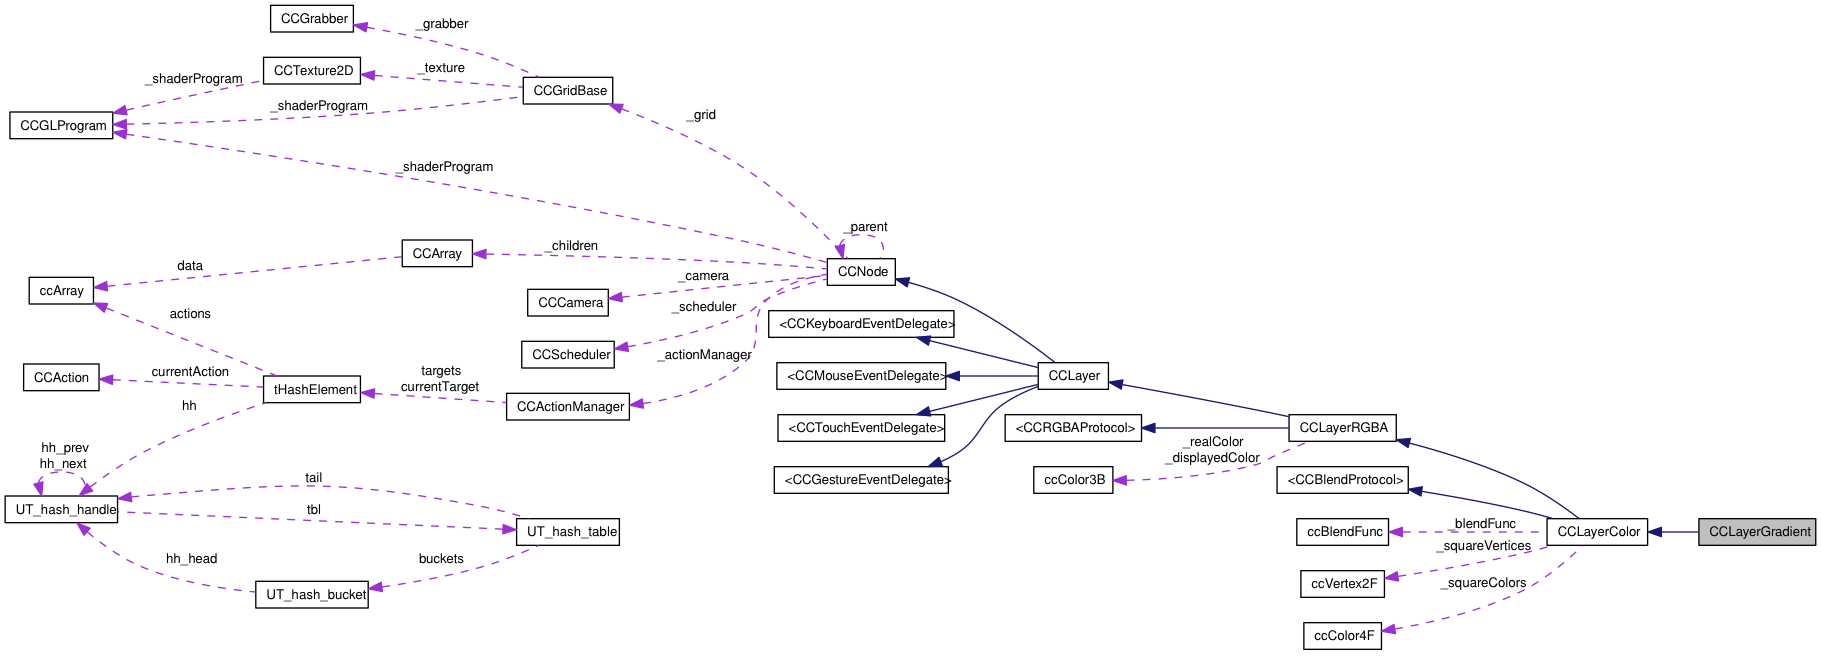 CCGrabber
_grabber
CCTexture2D
_texture
_shaderProgram
CCGridBase
_shaderProgram
CCGLProgram
_grid
_shaderProgram
_parent
_children
CCArray
CCNode
data
_camera
ccArray
CCCamera
_scheduler
actions
<CCKeyboardEventDelegate>
CCScheduler
_actionManager
currentAction
targets
currentTarget
CCAction
tHashElement
<CCMouseEventDelegate>
CCLayer
hh
CCActionManager
<CCTouchEventDelegate>
<CCRGBAProtocol>
CCLayerRGBA
hh_prev
hh_next
_realColor
_displayedColor
tail
<CCGestureEventDelegate>
ccColor3B
<CCBlendProtocol>
UT_hash_handle
tbl
UT_hash_table
ccBlendFunc
_blendFunc
CCLayerColor
CCLayerGradient
hh_head
buckets
_squareVertices
UT_hash_bucket
ccVertex2F
_squareColors
ccColor4F